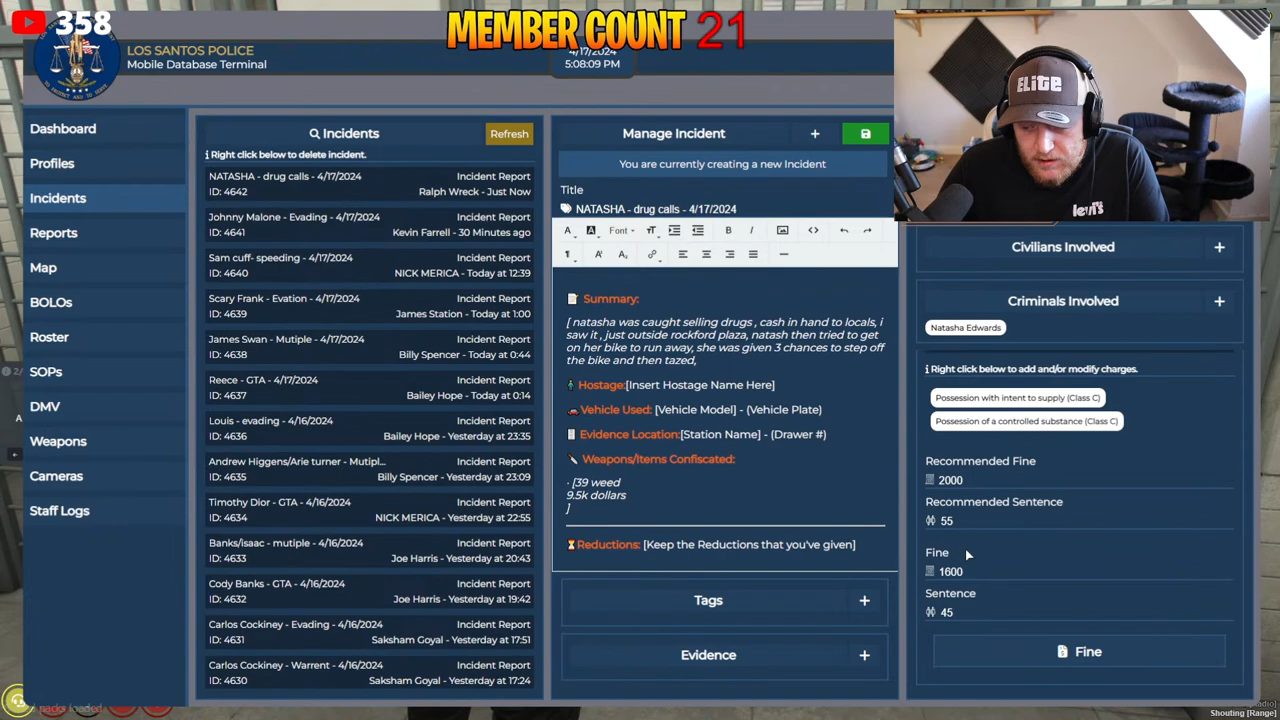 358
MEMBER COUNT 21
LOS SANTOS POLICE
Mobile Database Terminal
4/17/2024
5:08:09 PM
ELiTE
levi's
Dashboard
Profiles
Incidents
Reports
Map
BOLOs
Roster
SOPs
DMV
Weapons
Cameras
Staff Logs
Incidents
Refresh
Right click below to delete incident.
NATASHA - drug calls - 4/17/2024 Incident Report
ID: 4642 Ralph Wreck - Just Now
Johnny Malone - Evading - 4/17/2024 Incident Report
ID: 4641 Kevin Farrell - 30 Minutes ago
Sam cuff- speeding - 4/17/2024 Incident Report
ID: 4640 NICK MERICA - Today at 12:39
Scary Frank - Evation - 4/17/2024 Incident Report
ID: 4639 James Station - Today at 1:00
James Swan - Mutiple - 4/17/2024 Incident Report
ID: 4638 Billy Spencer - Today at 0:44
Reece - GTA - 4/17/2024 Incident Report
ID: 4637 Bailey Hope - Today at 0:14
Louis - evading - 4/16/2024 Incident Report
ID: 4636 Bailey Hope - Yesterday at 23:35
Andrew Higgens/Arie turner - Mutipl... Incident Report
ID: 4635 Billy Spencer - Yesterday at 23:09
Timothy Dior - GTA - 4/16/2024 Incident Report
ID: 4634 NICK MERICA - Yesterday at 22:55
Banks/isaac - mutiple - 4/16/2024 Incident Report
ID: 4633 Joe Harris - Yesterday at 20:43
Cody Banks - GTA - 4/16/2024 Incident Report
ID: 4632 Joe Harris - Yesterday at 19:42
Carlos Cockiney - Evading - 4/16/2024 Incident Report
ID: 4631 Saksham Goyal - Yesterday at 17:51
Carlos Cockiney - Warrent - 4/16/2024 Incident Report
ID: 4630 Saksham Goyal - Yesterday at 17:24
Manage Incident +
You are currently creating a new Incident
Title
NATASHA - drug calls - 4/17/2024
Font
Summary:
[ natasha was caught selling drugs , cash in hand to locals, i
saw it , just outside rockford plaza, natash then tried to get
on her bike to run away, she was given 3 chances to step off
the bike and then tazed,
Hostage:[Insert Hostage Name Here]
Vehicle Used: [Vehicle Model] - (Vehicle Plate)
Evidence Location:[Station Name] - (Drawer #)
Weapons/Items Confiscated:
· [39 weed
9.5k dollars
]
Reductions: [Keep the Reductions that you've given]
Tags +
Evidence +
Civilians Involved +
Criminals Involved +
Natasha Edwards
Right click below to add and/or modify charges.
Possession with intent to supply (Class C)
Possession of a controlled substance (Class C)
Recommended Fine
2000
Recommended Sentence
55
Fine
1600
Sentence
45
Fine
packs loaded
Shouting [Range]